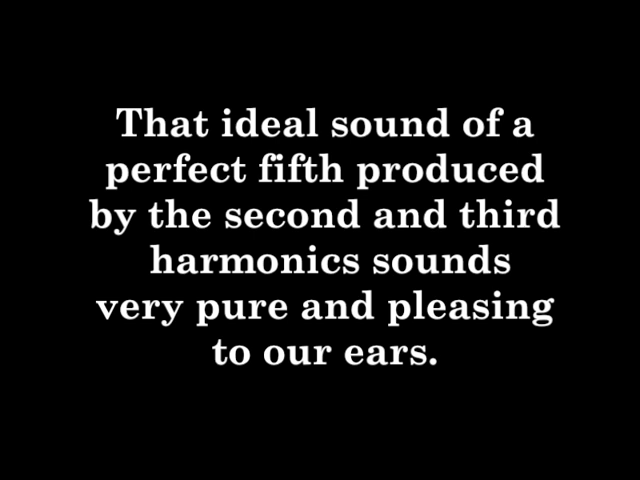 That ideal sound of a
perfect fifth produced
by the second and third
harmonics sounds
very pure and pleasing
to our ears.